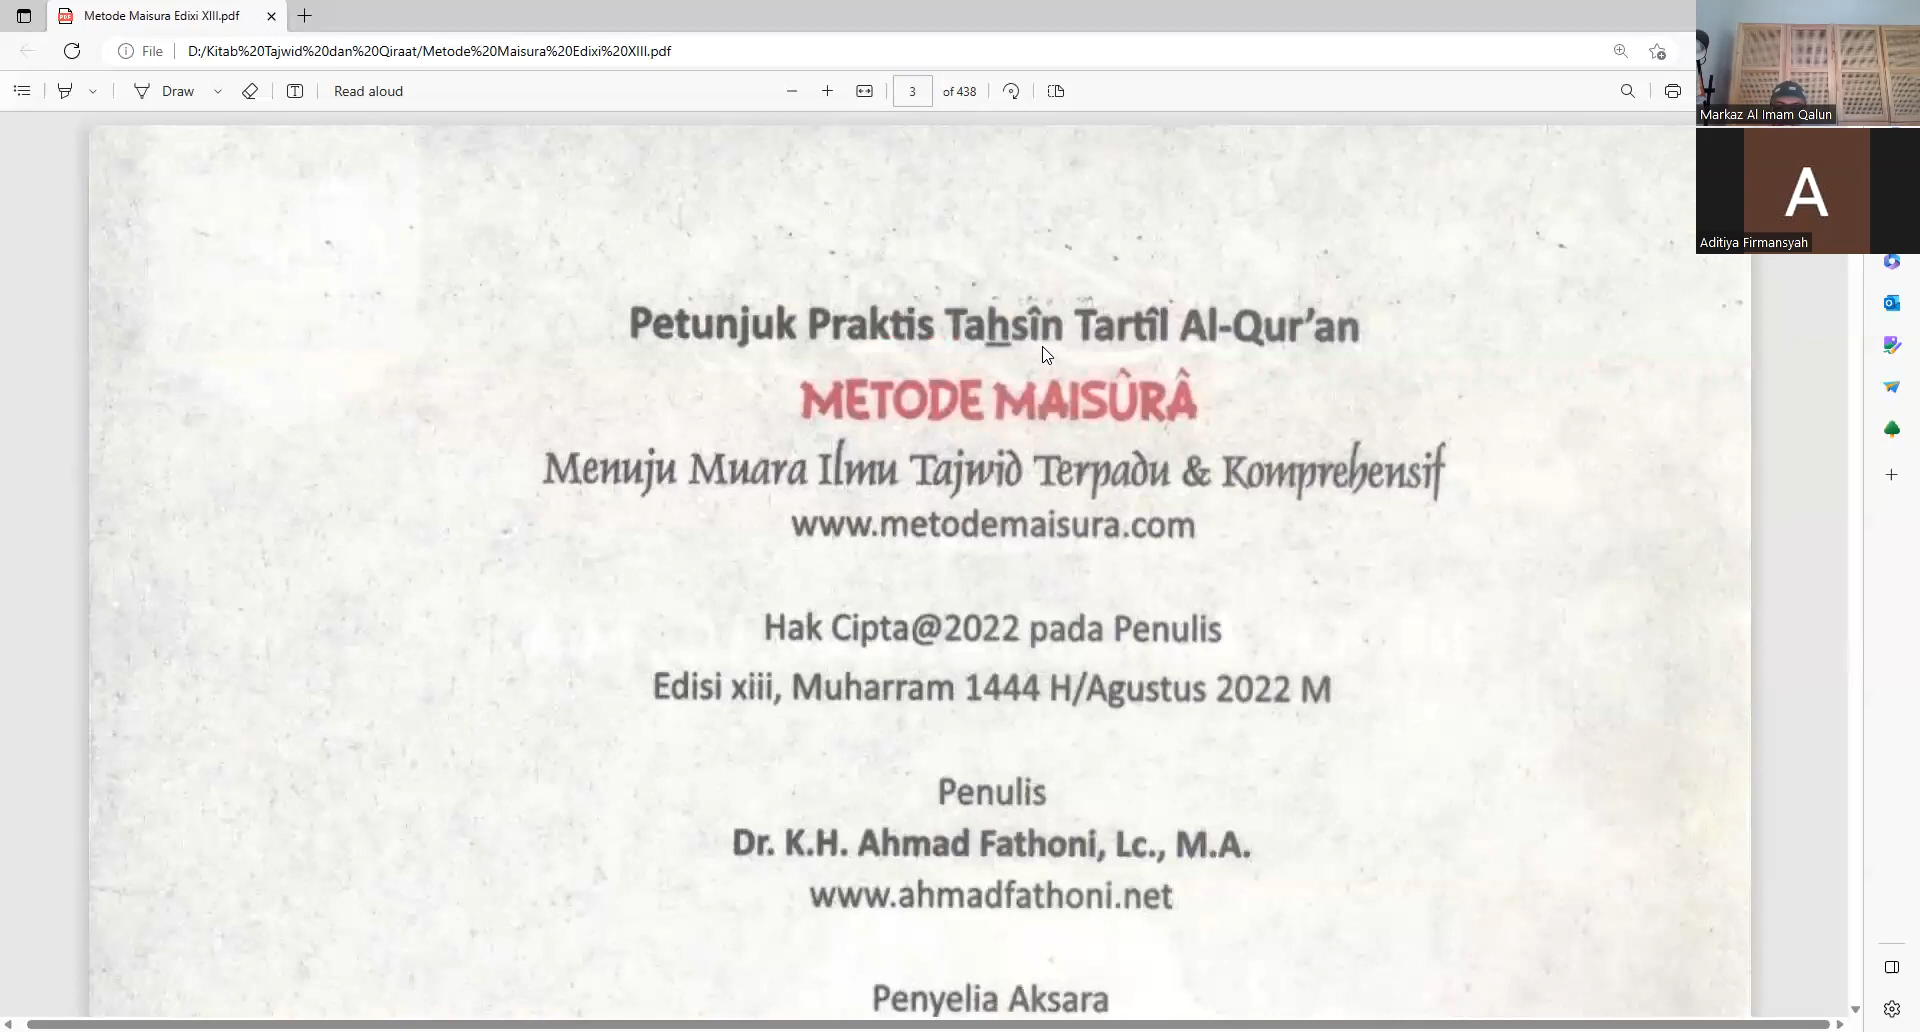 Metode Maisura Edixi XIII.pdf
File
D:/Kitab%20Tajwid%20dan%20Qiraat/Metode%20Maisura%20Edixi%20XIII.pdf
Draw
Read aloud
3
of 438
Markaz Al Imam Qalun
A
Aditiya Firmansyah
Petunjuk Praktis Tahsîn Tartîl Al-Qur’an
METODE MAISÛRÂ
Menuju Muara Ilmu Tajwid Terpadu & Komprehensif
www.metodemaisura.com
Hak Cipta@2022 pada Penulis
Edisi xiii, Muharram 1444 H/Agustus 2022 M
Penulis
Dr. K.H. Ahmad Fathoni, Lc., M.A.
www.ahmadfathoni.net
Penyelia Aksara